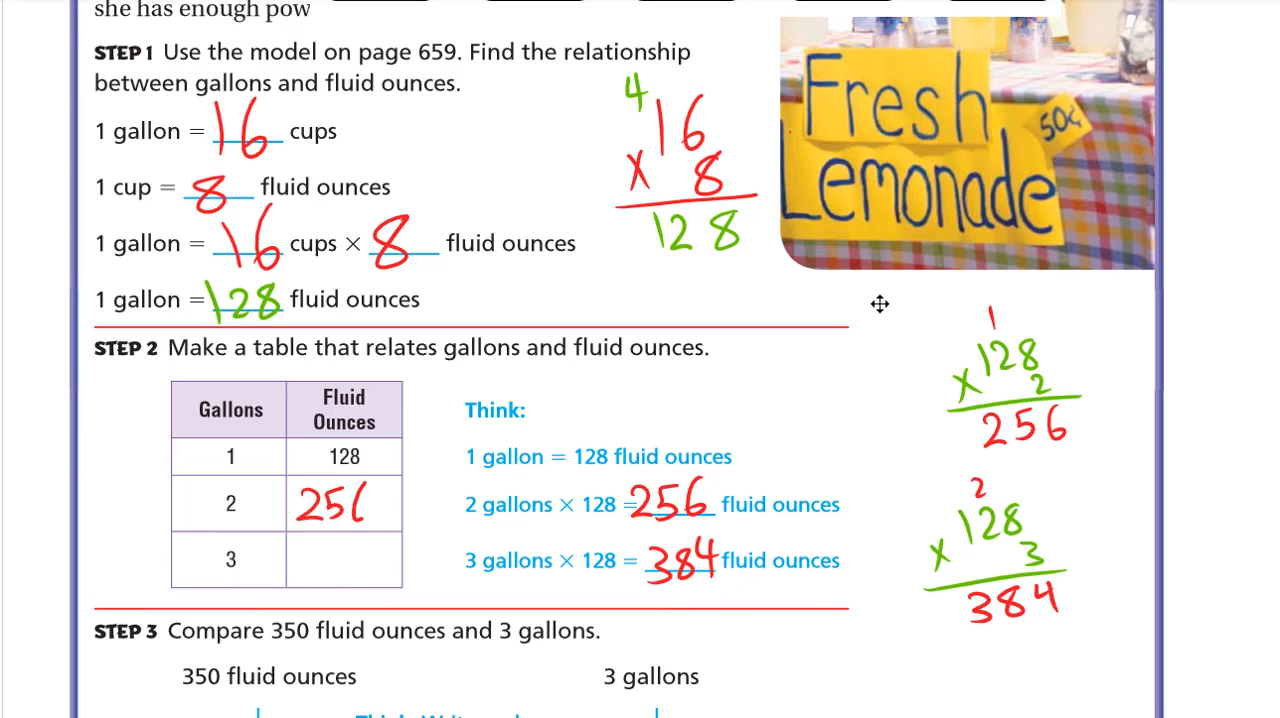 she has enough pow
STEP 1 Use the model on page 659. Find the relationship
between gallons and fluid ounces.
1 gallon = 16 cups
1 cup = 8 fluid ounces
1 gallon = 16 cups × 8 fluid ounces
1 gallon = 128 fluid ounces
4
16
x 8
128
Fresh
50¢
Lemonade
STEP 2 Make a table that relates gallons and fluid ounces.
Gallons Fluid Ounces
1 128
2 25(
3
Think:
1 gallon = 128 fluid ounces
2 gallons × 128 = 256 fluid ounces
3 gallons × 128 = 384 fluid ounces
1
128
x 2
256
2
128
x 3
384
STEP 3 Compare 350 fluid ounces and 3 gallons.
350 fluid ounces 3 gallons